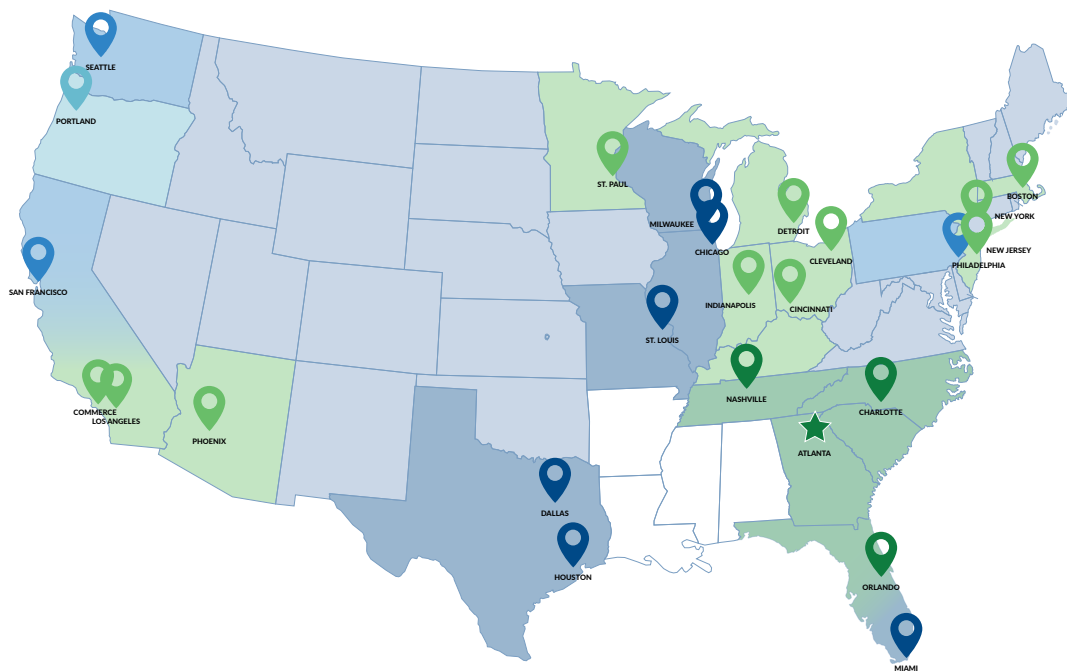 SEATTLE
PORTLAND
ST. PAUL
BOSTON
NEW YORK
MILWAUKEE
DETROIT
CHICAGO
CLEVELAND
NEW JERSEY
PHILADELPHIA
SAN FRANCISCO
INDIANAPOLIS
CINCINNATI
ST. LOUIS
NASHVILLE
COMMERCE
CHARLOTTE
LOS ANGELES
PHOENIX
ATLANTA
DALLAS
HOUSTON
ORLANDO
MIAMI